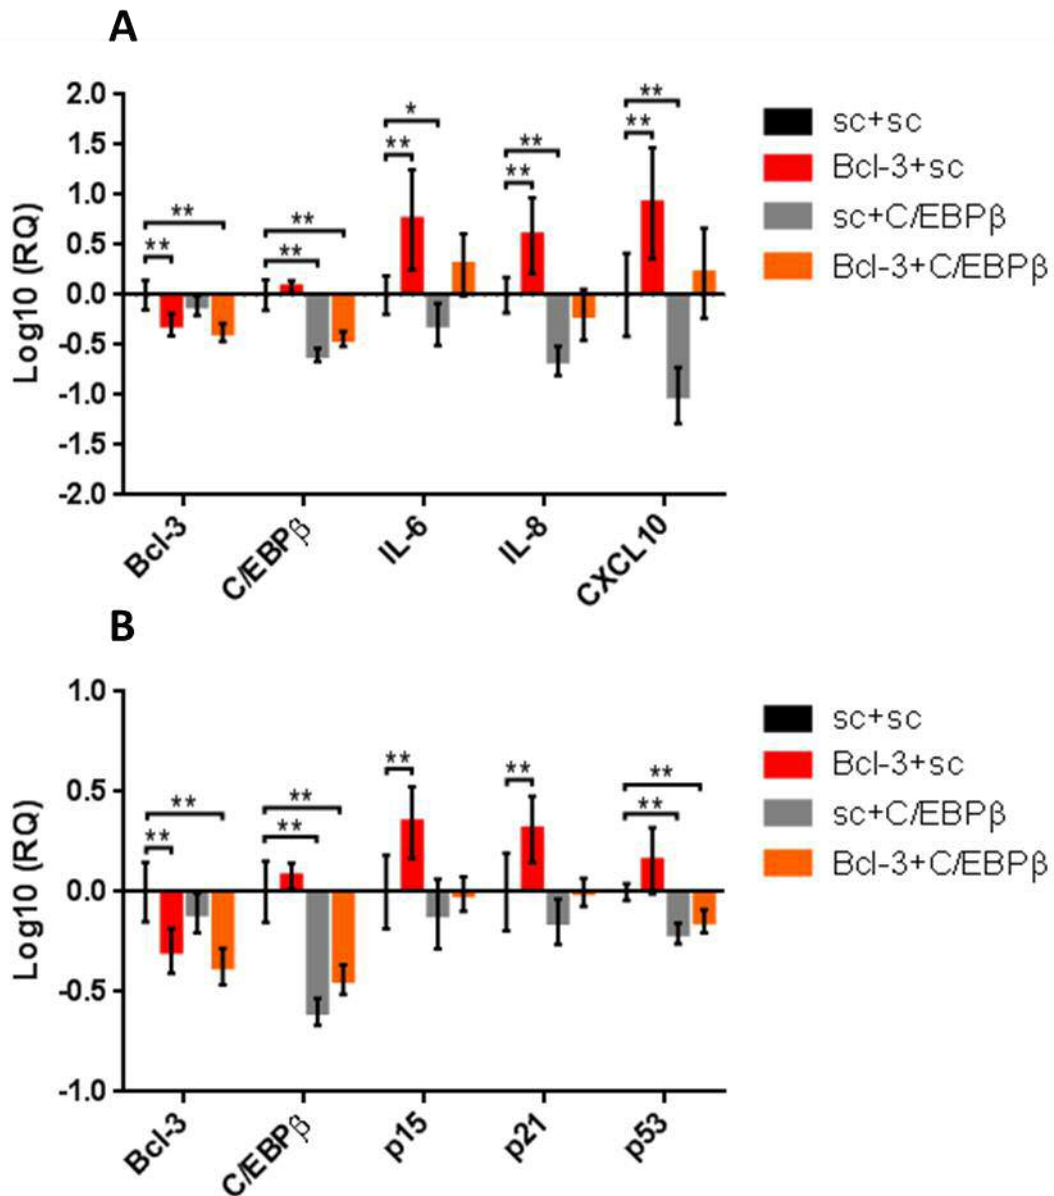 A
Log10 (RQ)
2.0
1.5
1.0
0.5
0.0
-0.5
-1.0
-1.5
-2.0
**
**
**
**
*
**
**
**
**
**
Bcl-3
C/EBPβ
IL-6
IL-8
CXCL10
sc+sc
Bcl-3+sc
sc+C/EBPβ
Bcl-3+C/EBPβ
B
Log10 (RQ)
1.0
0.5
0.0
-0.5
-1.0
**
**
**
**
**
**
**
**
Bcl-3
C/EBPβ
p15
p21
p53
sc+sc
Bcl-3+sc
sc+C/EBPβ
Bcl-3+C/EBPβ